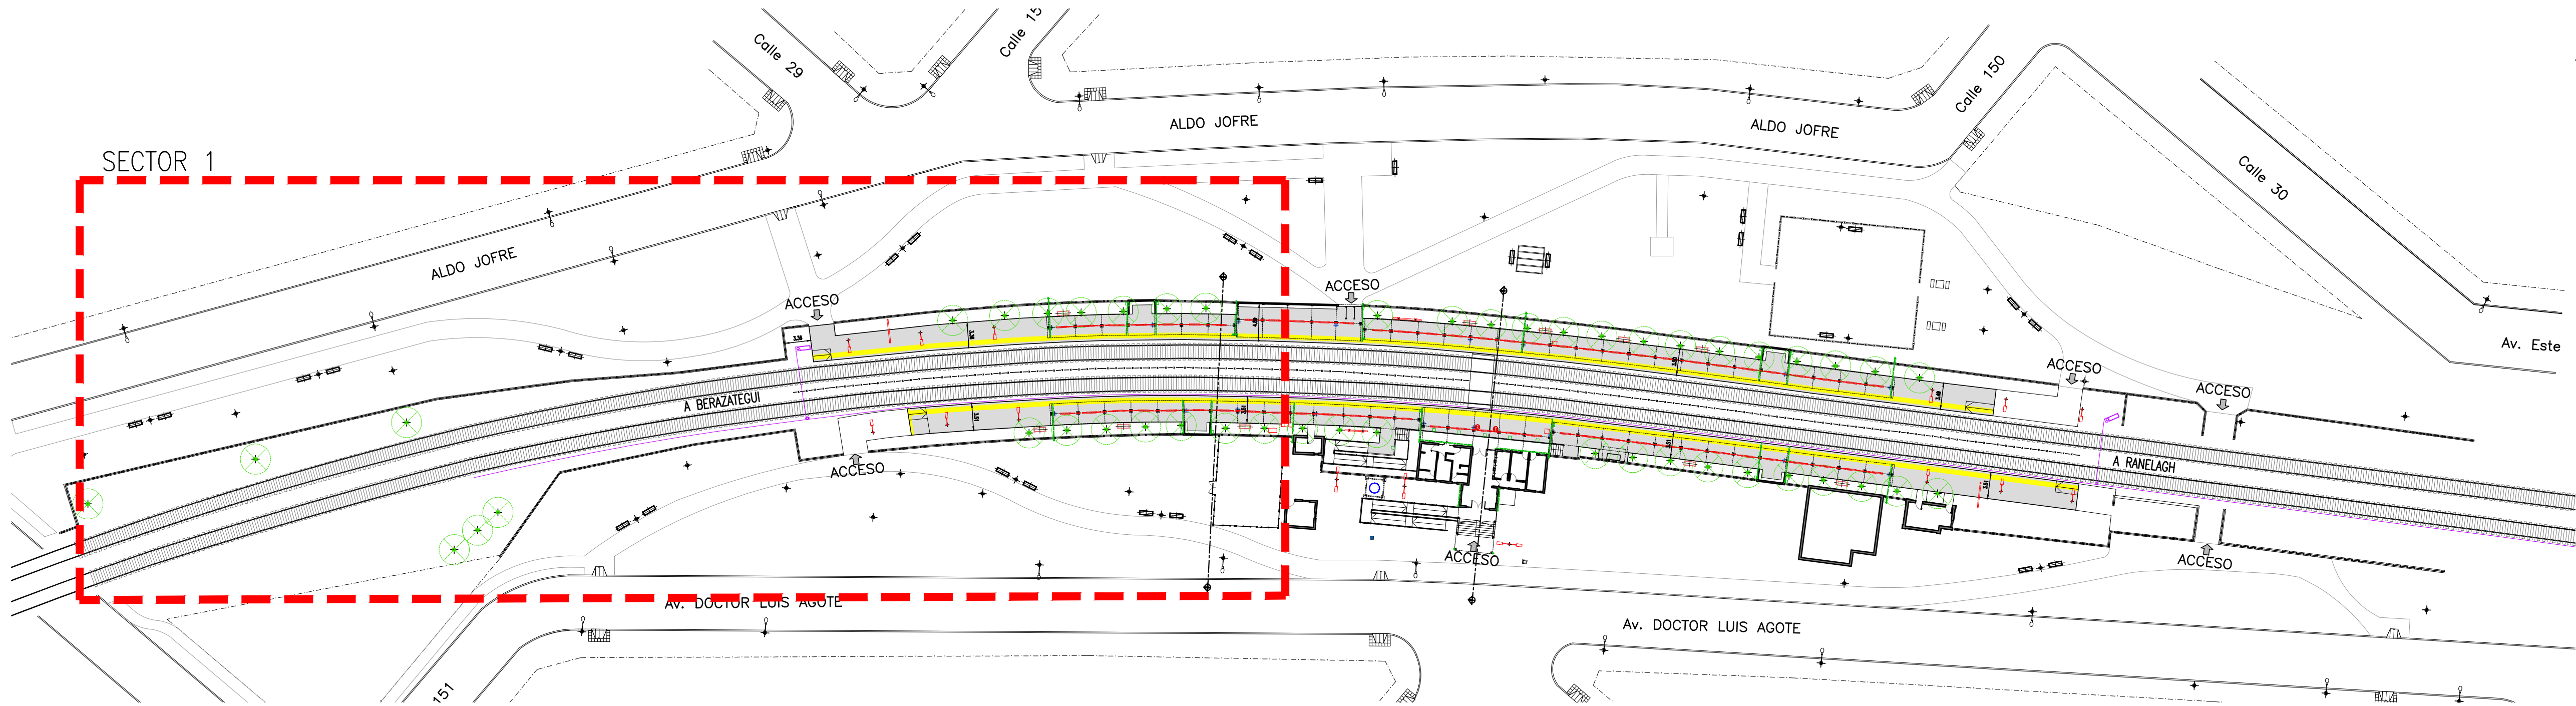 Calle 29
Calle 15
Calle 150
ALDO JOFRE
ALDO JOFRE
SECTOR 1
Calle 30
ALDO JOFRE
ACCESO
ACCESO
Av. Este
ACCESO
ACCESO
A BERAZATEGUI
A RANELAGH
ACCESO
ACCESO
ACCESO
Av. DOCTOR LUIS AGOTE
Av. DOCTOR LUIS AGOTE
151